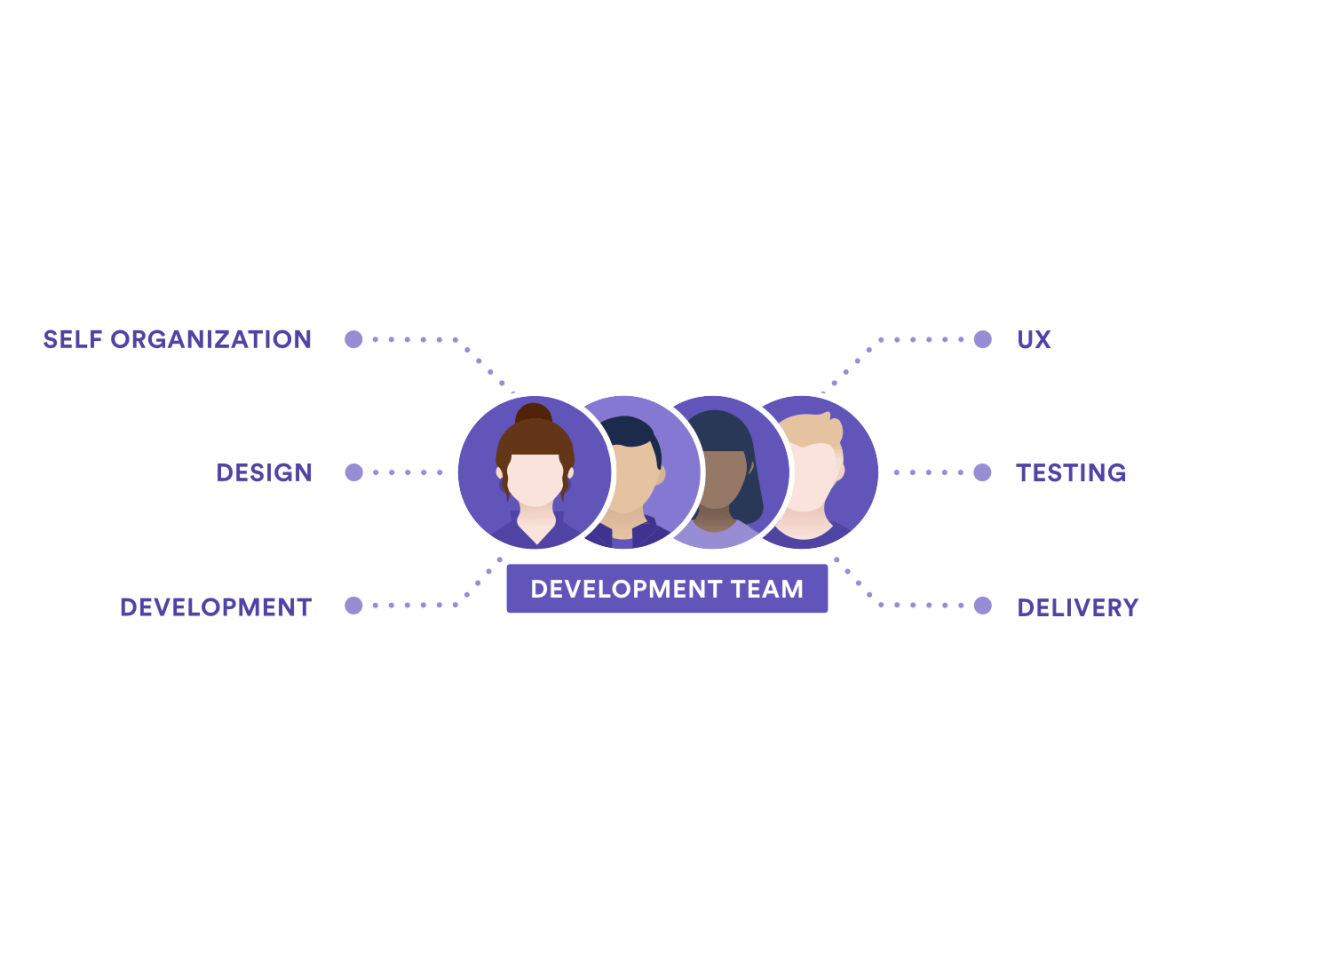 SELF ORGANIZATION
UX
DESIGN
TESTING
DEVELOPMENT TEAM
DEVELOPMENT
DELIVERY